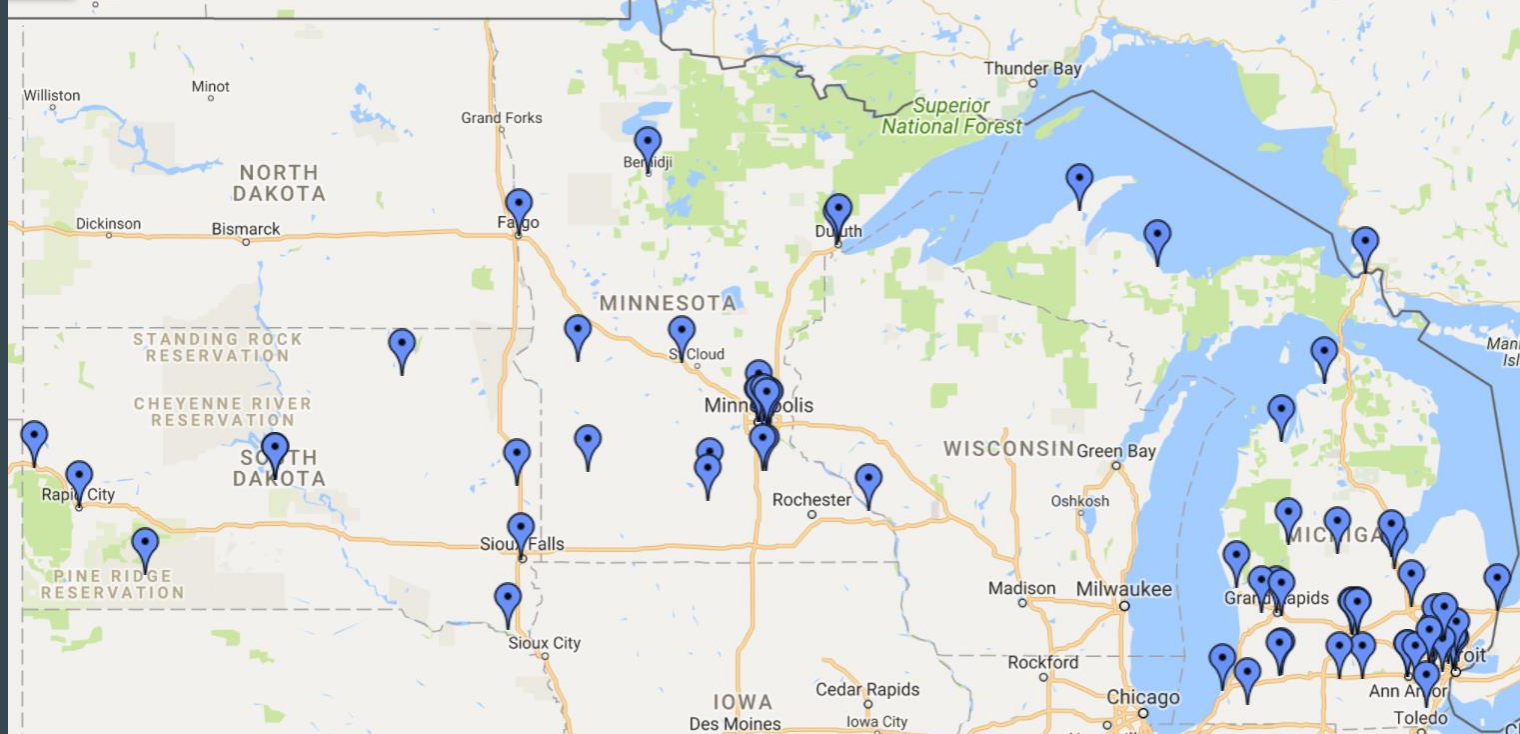 Thunder Bay
Minot
Williston
Superior
National Forest
Grand Forks
Bemidji
NORTH
DAKOTA
Dickinson
Bismarck
Fargo
Duluth
MINNESOTA
STANDING ROCK
RESERVATION
St Cloud
CHEYENNE RIVER
RESERVATION
Minneapolis
WISCONSIN
Green Bay
SOUTH
DAKOTA
Rapid City
Rochester
Oshkosh
Sioux Falls
MICHIGA
PINE RIDGE
RESERVATION
Madison
Milwaukee
Grand Rapids
Sioux City
Rockford
Detroit
Chicago
Ann Arbor
IOWA
Cedar Rapids
Des Moines
Iowa City
Toledo